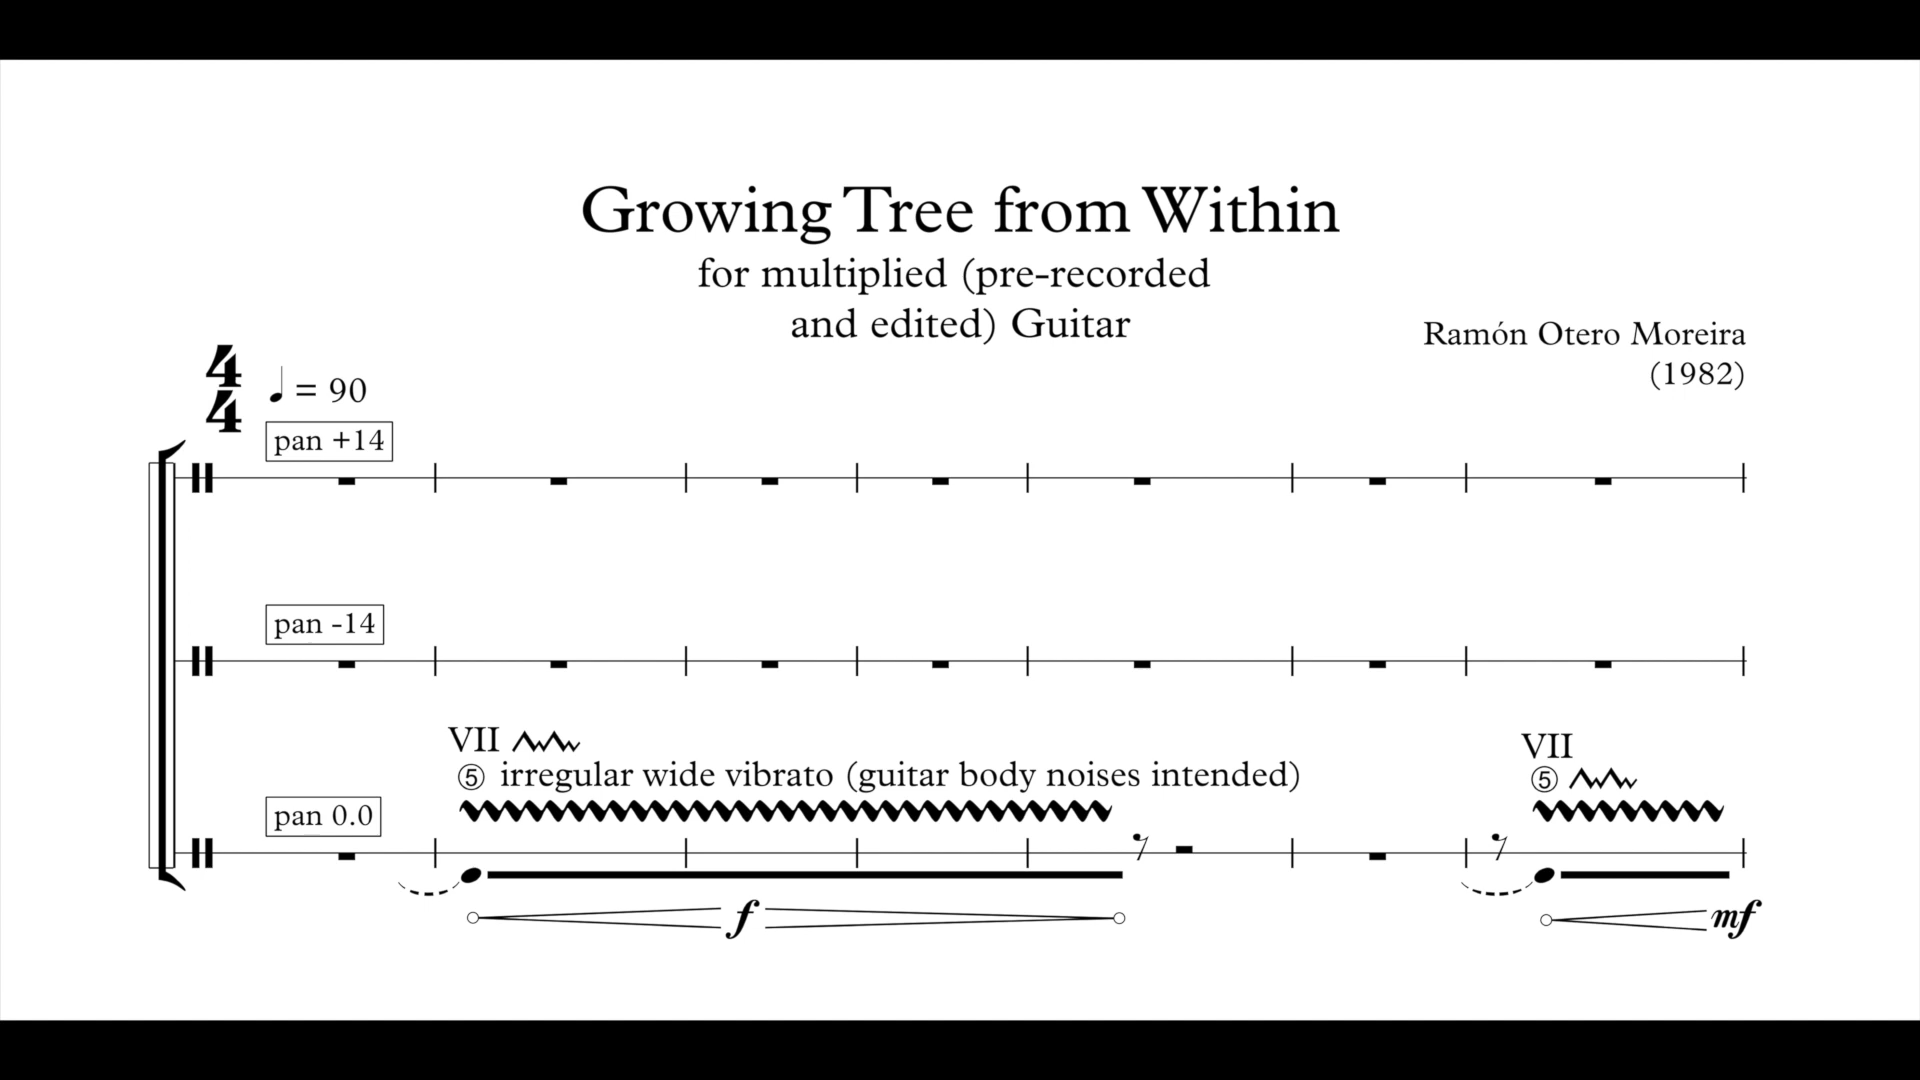 Growing Tree from Within
for multiplied (pre-recorded
and edited) Guitar
Ramón Otero Moreira
(1982)
4
4
♩ = 90
pan +14
pan -14
VII
⑤ irregular wide vibrato (guitar body noises intended)
VII
⑤
pan 0.0
f
mf